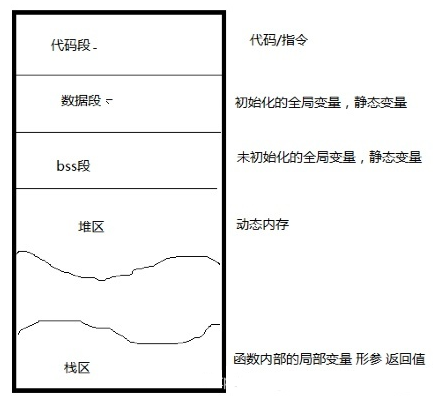 代码段
代码/指令
数据段
初始化的全局变量，静态变量
bss段
未初始化的全局变量，静态变量
堆区
动态内存
栈区
函数内部的局部变量 形参 返回值